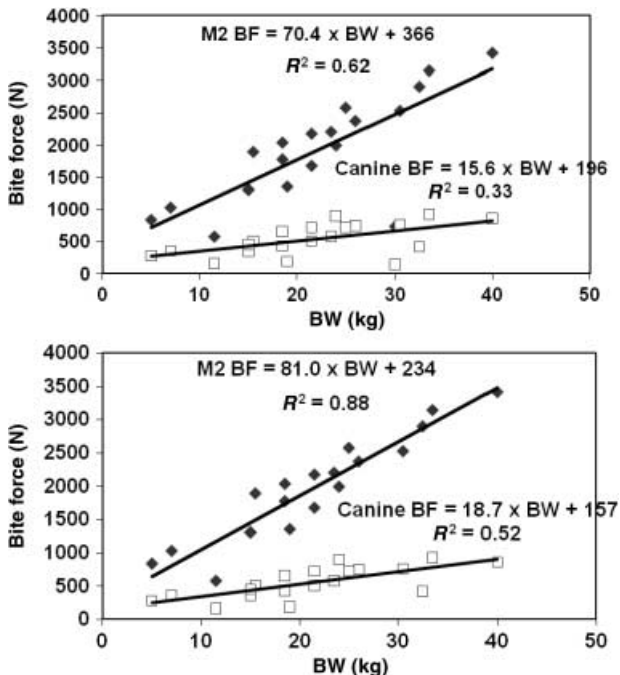 4000
3500
3000
2500
2000
1500
1000
500
0
Bite force (N)
M2 BF = 70.4 x BW + 366
R² = 0.62
Canine BF = 15.6 x BW + 196
R² = 0.33
0 10 20 30 40 50
BW (kg)
4000
3500
3000
2500
2000
1500
1000
500
0
Bite force (N)
M2 BF = 81.0 x BW + 234
R² = 0.88
Canine BF = 18.7 x BW + 157
R² = 0.52
0 10 20 30 40 50
BW (kg)